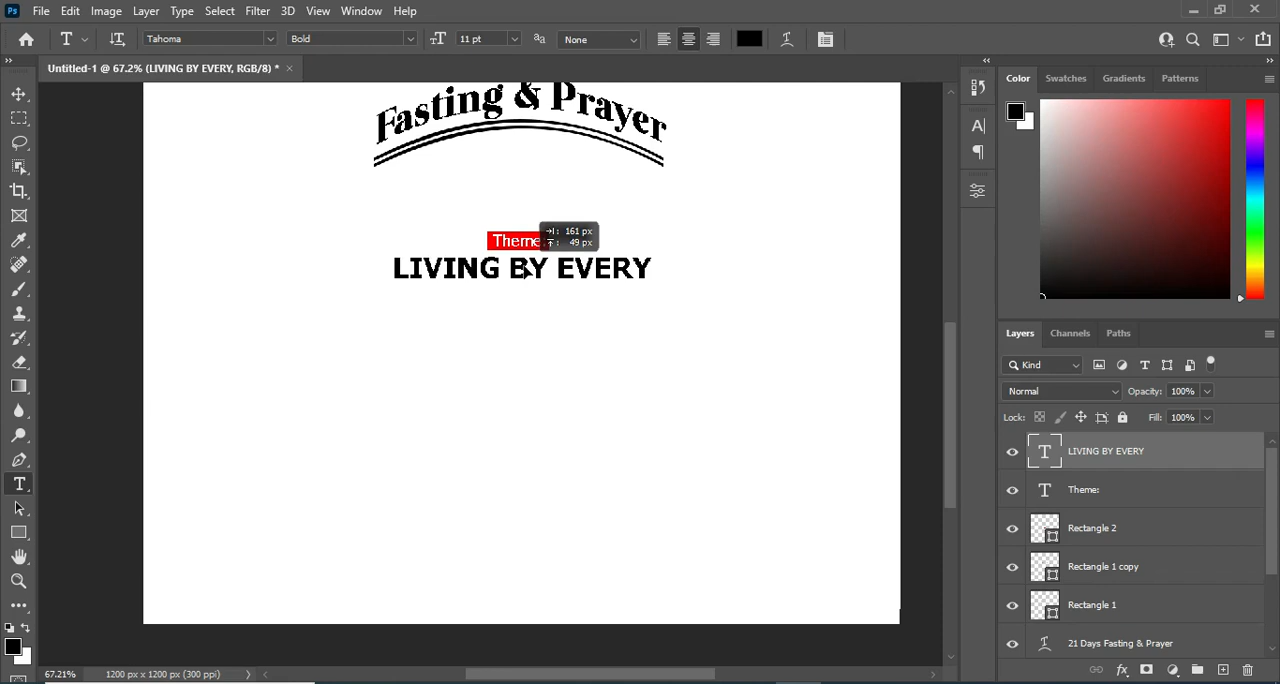 Ps File Edit Image Layer Type Select Filter 3D View Window Help
T Tahoma Bold 11 pt aa None
Untitled-1 @ 67.2% (LIVING BY EVERY, RGB/8) * ×
Color Swatches Gradients Patterns
Fasting & Prayer
Theme
161 px
49 px
LIVING BY EVERY
Layers Channels Paths
Kind
Normal Opacity: 100%
Lock: Fill: 100%
T LIVING BY EVERY
T Theme:
Rectangle 2
Rectangle 1 copy
Rectangle 1
21 Days Fasting & Prayer
67.21% 1200 px x 1200 px (300 ppi)